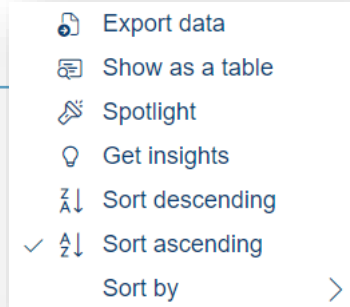 Export data
Show as a table
Spotlight
Get insights
Z
A Sort descending
A
Z Sort ascending
Sort by